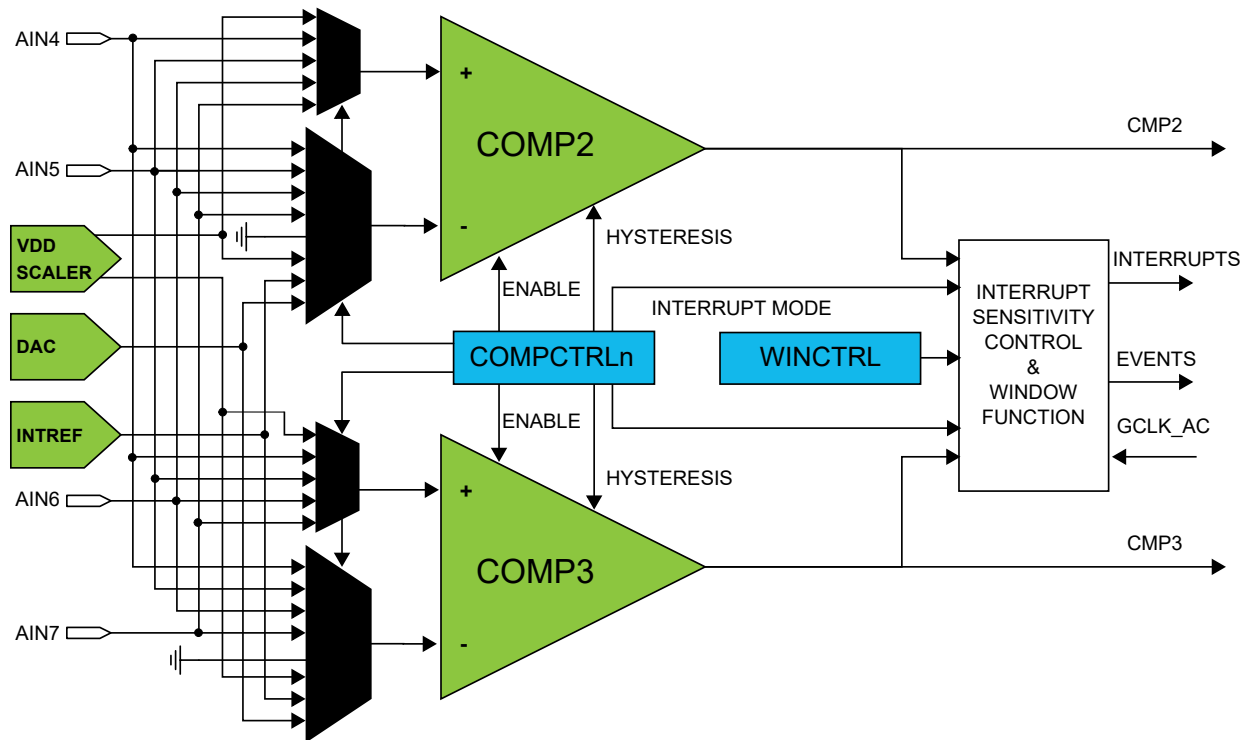 AIN4
+
COMP2
-
CMP2
AIN5
VDD
SCALER
HYSTERESIS
ENABLE
INTERRUPT MODE
INTERRUPT
SENSITIVITY
CONTROL
&
WINDOW
FUNCTION
INTERRUPTS
DAC
COMPCTRLn
WINCTRL
EVENTS
INTREF
ENABLE
GCLK_AC
HYSTERESIS
AIN6
+
COMP3
-
CMP3
AIN7